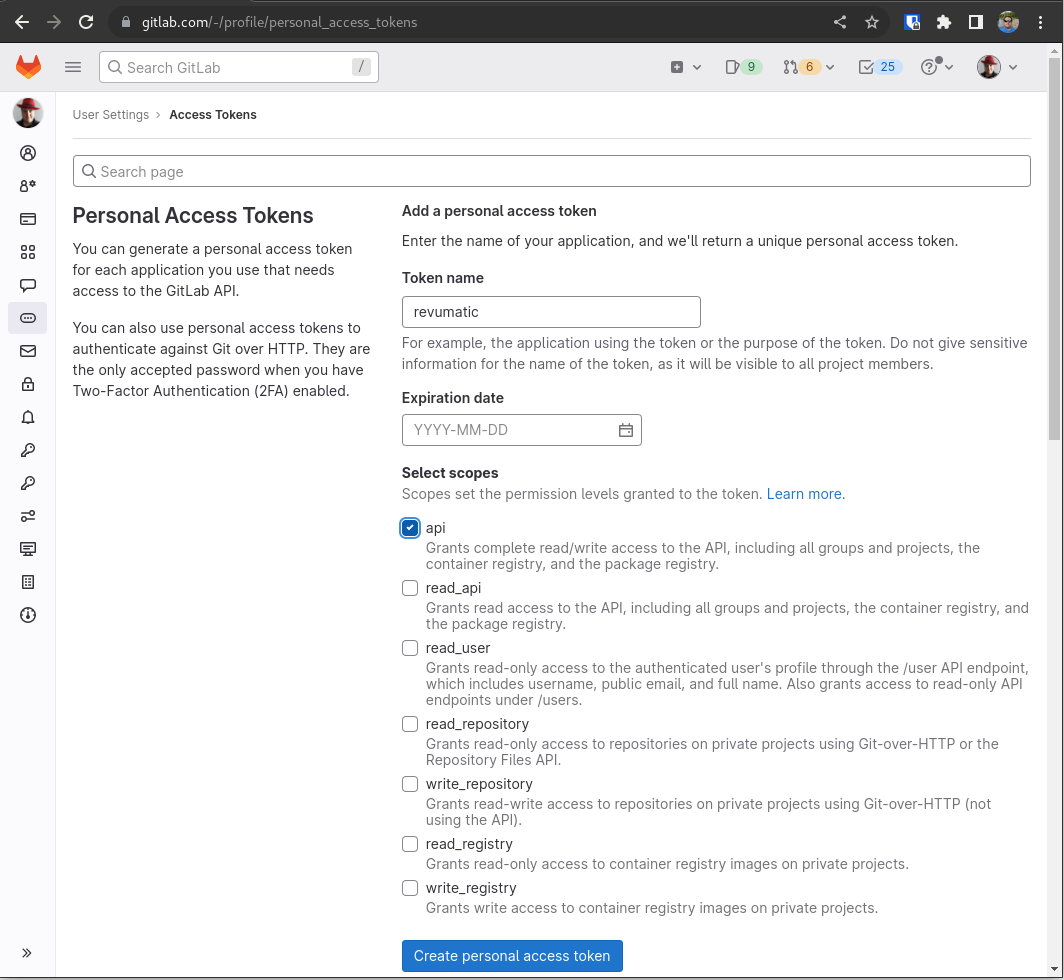 gitlab.com/-/profile/personal_access_tokens
Search GitLab /
9
6
25
User Settings › Access Tokens
Search page
Personal Access Tokens
You can generate a personal access token
for each application you use that needs
access to the GitLab API.
You can also use personal access tokens to
authenticate against Git over HTTP. They are
the only accepted password when you have
Two-Factor Authentication (2FA) enabled.
Add a personal access token
Enter the name of your application, and we'll return a unique personal access token.
Token name
revumatic
For example, the application using the token or the purpose of the token. Do not give sensitive
information for the name of the token, as it will be visible to all project members.
Expiration date
YYYY-MM-DD
Select scopes
Scopes set the permission levels granted to the token. Learn more.
api
Grants complete read/write access to the API, including all groups and projects, the
container registry, and the package registry.
read_api
Grants read access to the API, including all groups and projects, the container registry, and
the package registry.
read_user
Grants read-only access to the authenticated user's profile through the /user API endpoint,
which includes username, public email, and full name. Also grants access to read-only API
endpoints under /users.
read_repository
Grants read-only access to repositories on private projects using Git-over-HTTP or the
Repository Files API.
write_repository
Grants read-write access to repositories on private projects using Git-over-HTTP (not
using the API).
read_registry
Grants read-only access to container registry images on private projects.
write_registry
Grants write access to container registry images on private projects.
Create personal access token